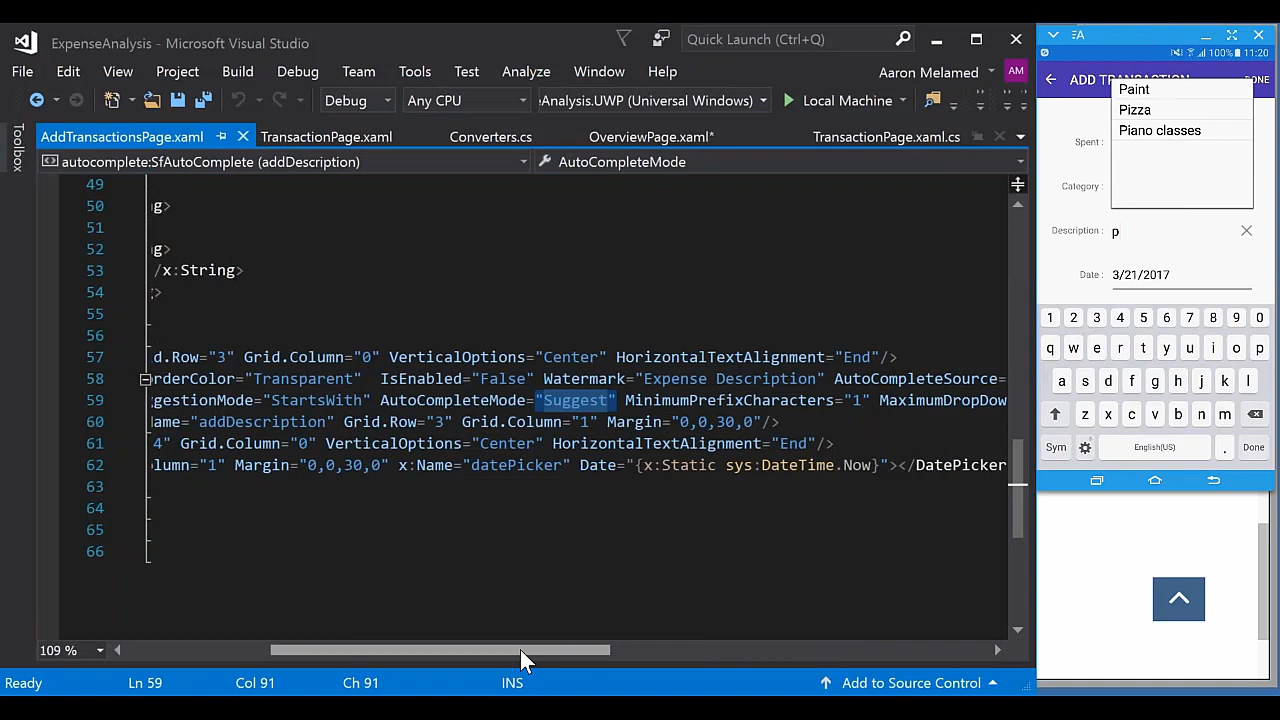 ExpenseAnalysis - Microsoft Visual Studio
Quick Launch (Ctrl+Q)
File Edit View Project Build Debug Team Tools Test Analyze Window Help
Aaron Melamed
AM
Debug
Any CPU
Analysis.UWP (Universal Windows)
Local Machine
Toolbox
AddTransactionsPage.xaml
TransactionPage.xaml
Converters.cs
OverviewPage.xaml*
TransactionPage.xaml.cs
autocomplete:SfAutoComplete (addDescription)
AutoCompleteMode
49
50 g>
51
52 g>
53 /x:String>
54 >
55
56
57 d.Row="3" Grid.Column="0" VerticalOptions="Center" HorizontalTextAlignment="End"/>
58 rderColor="Transparent" IsEnabled="False" Watermark="Expense Description" AutoCompleteSource=
59 ggestionMode="StartsWith" AutoCompleteMode="Suggest" MinimumPrefixCharacters="1" MaximumDropDow
60 ame="addDescription" Grid.Row="3" Grid.Column="1" Margin="0,0,30,0"/>
61 4" Grid.Column="0" VerticalOptions="Center" HorizontalTextAlignment="End"/>
62 olumn="1" Margin="0,0,30,0" x:Name="datePicker" Date="{x:Static sys:DateTime.Now}"></DatePicker
63
64
65
66
109 %
Ready
Ln 59
Col 91
Ch 91
INS
Add to Source Control
100% 11:20
ADD TRANSACTION
DONE
Paint
Pizza
Piano classes
Spent :
Category :
Description : p
Date : 3/21/2017
1 2 3 4 5 6 7 8 9 0
q w e r t y u i o p
a s d f g h j k l
z x c v b n m
Sym
English(US)
.
Done